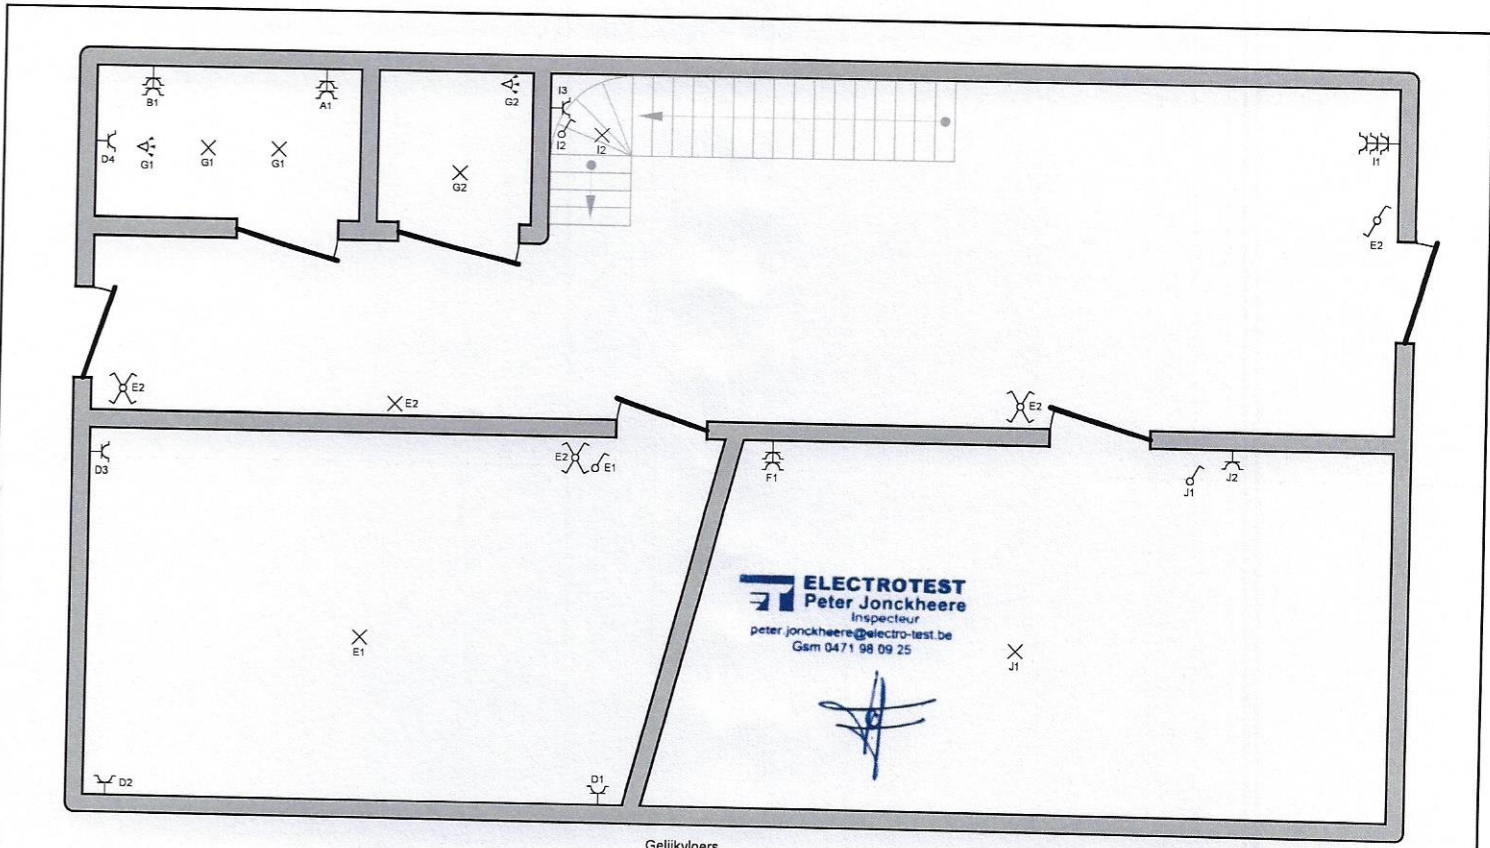 B1
A1
G2
I3
D4
G1
G1
G1
I2
I2
I1
G2
E2
E2
E2
E2
D3
E2
E1
F1
J1
J2
ELECTROTEST
Peter Jonckheere
Inspecteur
peter.jonckheere@electro-test.be
Gsm 0471 98 09 25
E1
J1
D2
D1
Gelijkvloers